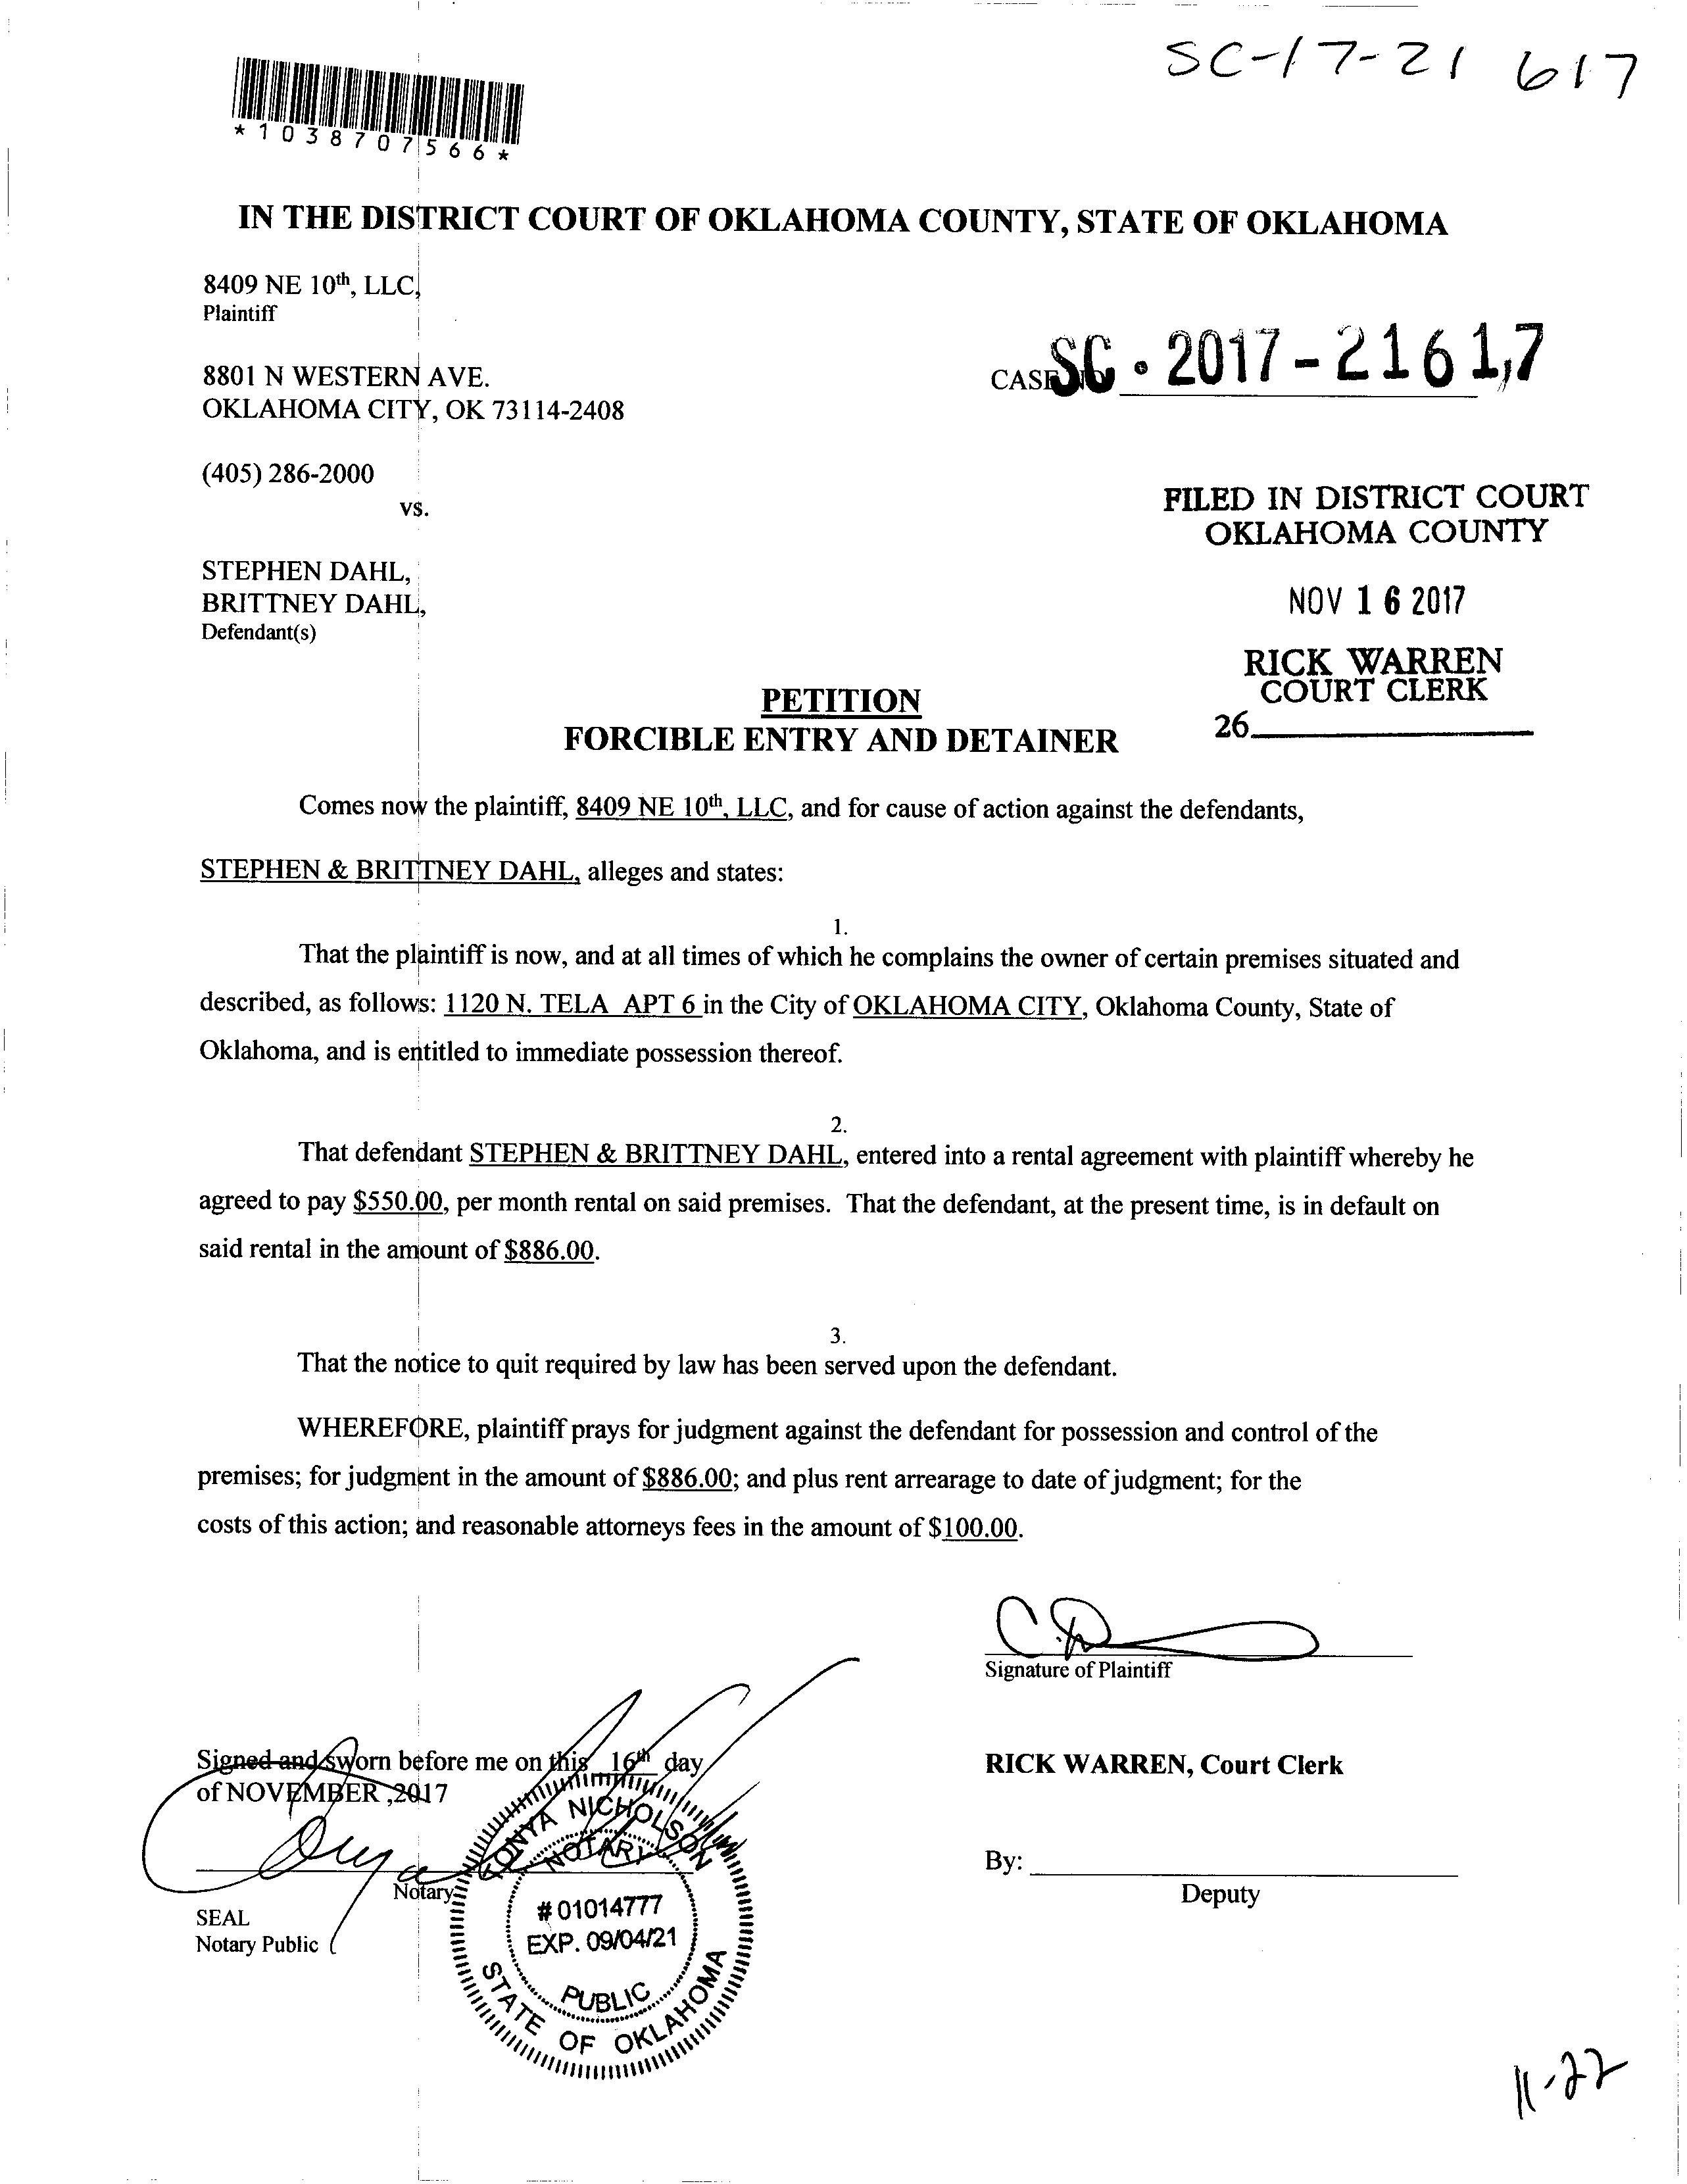 SC-17-21 617
*1038707566*
IN THE DISTRICT COURT OF OKLAHOMA COUNTY, STATE OF OKLAHOMA
8409 NE 10th, LLC,
Plaintiff
8801 N WESTERN AVE.
OKLAHOMA CITY, OK 73114-2408
CASE NO SC · 2017-21617
(405) 286-2000
vs.
FILED IN DISTRICT COURT
OKLAHOMA COUNTY
STEPHEN DAHL,
BRITTNEY DAHL,
Defendant(s)
NOV 16 2017
RICK WARREN
COURT CLERK
26
PETITION
FORCIBLE ENTRY AND DETAINER
Comes now the plaintiff, 8409 NE 10th, LLC, and for cause of action against the defendants,
STEPHEN & BRITTNEY DAHL, alleges and states:
1.
That the plaintiff is now, and at all times of which he complains the owner of certain premises situated and
described, as follows: 1120 N. TELA APT 6 in the City of OKLAHOMA CITY, Oklahoma County, State of
Oklahoma, and is entitled to immediate possession thereof.
2.
That defendant STEPHEN & BRITTNEY DAHL, entered into a rental agreement with plaintiff whereby he
agreed to pay $550.00, per month rental on said premises. That the defendant, at the present time, is in default on
said rental in the amount of $886.00.
3.
That the notice to quit required by law has been served upon the defendant.
WHEREFORE, plaintiff prays for judgment against the defendant for possession and control of the
premises; for judgment in the amount of $886.00; and plus rent arrearage to date of judgment; for the
costs of this action; and reasonable attorneys fees in the amount of $100.00.
Signature of Plaintiff
Signed and sworn before me on this 16th day
of NOVEMBER ,2017
RICK WARREN, Court Clerk
By:
Deputy
Notary
SEAL
Notary Public
TONYA NICHOLSON
NOTARY
#01014777
EXP. 09/04/21
PUBLIC
STATE OF OKLAHOMA
11-22